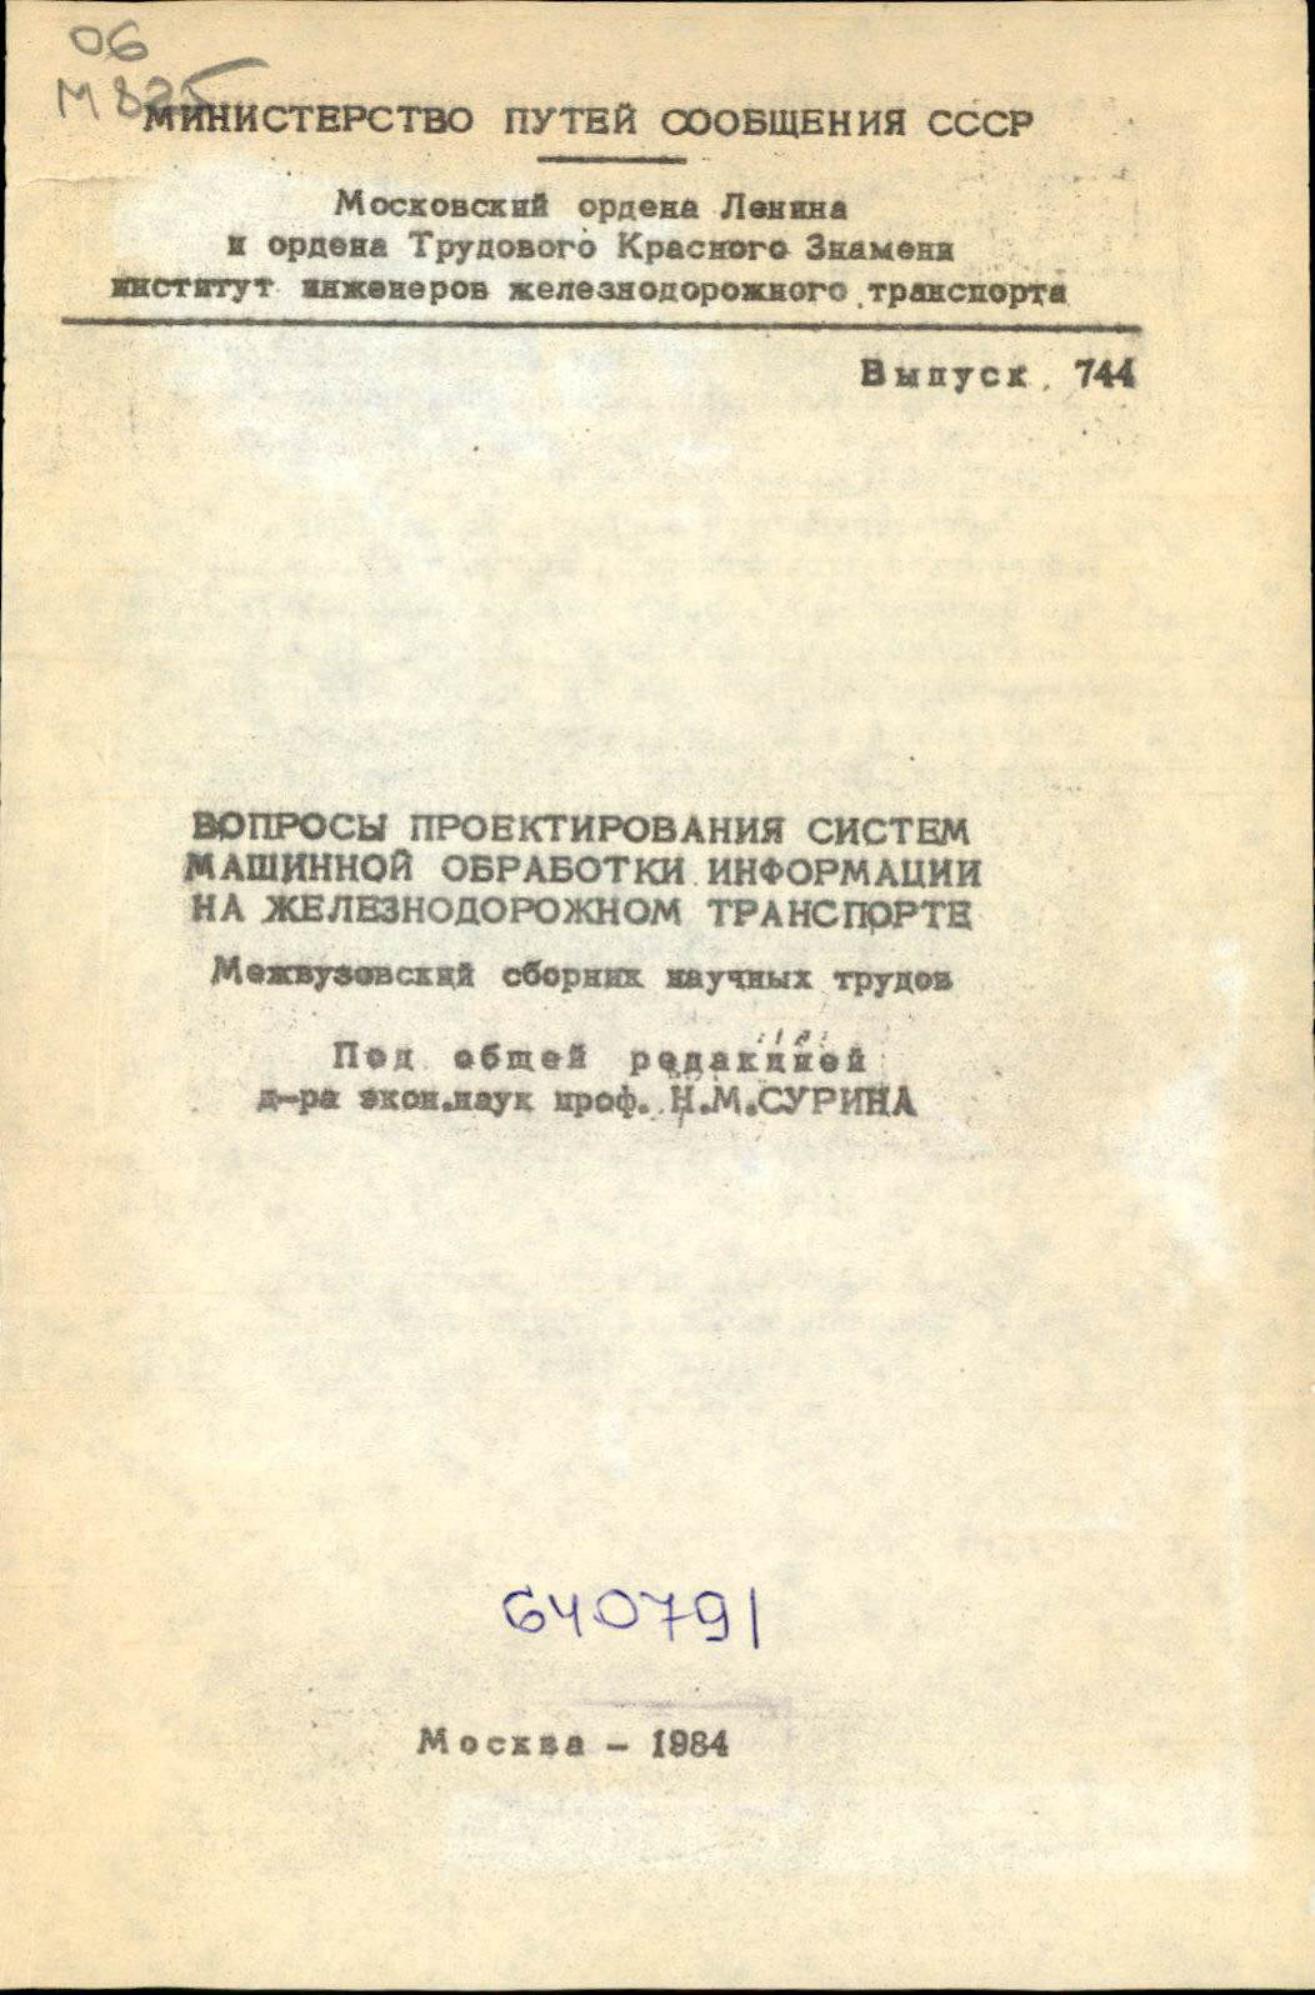 06
М825
МИНИСТЕРСТВО ПУТЕЙ СООБЩЕНИЯ СССР
Московский ордена Ленина
и ордена Трудового Красного Знамени
институт инженеров железнодорожного транспорта
Выпуск 744
ВОПРОСЫ ПРОЕКТИРОВАНИЯ СИСТЕМ
МАШИННОЙ ОБРАБОТКИ ИНФОРМАЦИИ
НА ЖЕЛЕЗНОДОРОЖНОМ ТРАНСПОРТЕ
Межвузовский сборник научных трудов
Под общей редакцией
д-ра экон.наук проф. Н.М.СУРИНА
640791
Москва - 1984